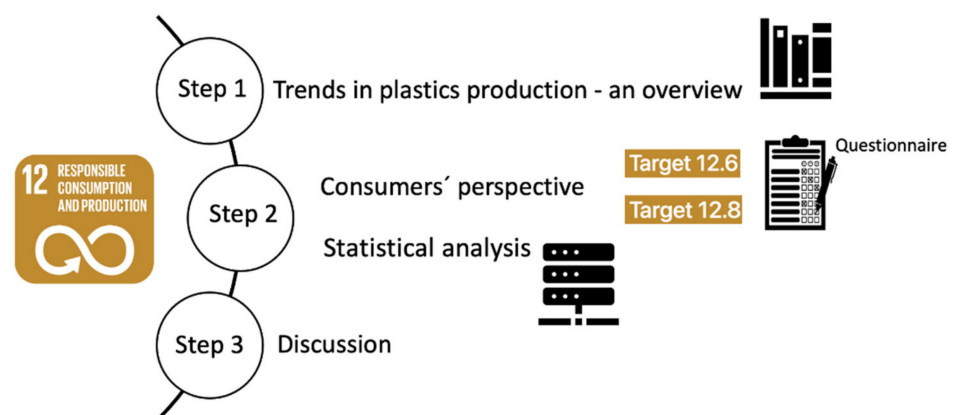 Step 1
Trends in plastics production - an overview
12 RESPONSIBLE
CONSUMPTION
AND PRODUCTION
Step 2
Consumers´ perspective
Target 12.6
Target 12.8
Questionnaire
Statistical analysis
Step 3
Discussion